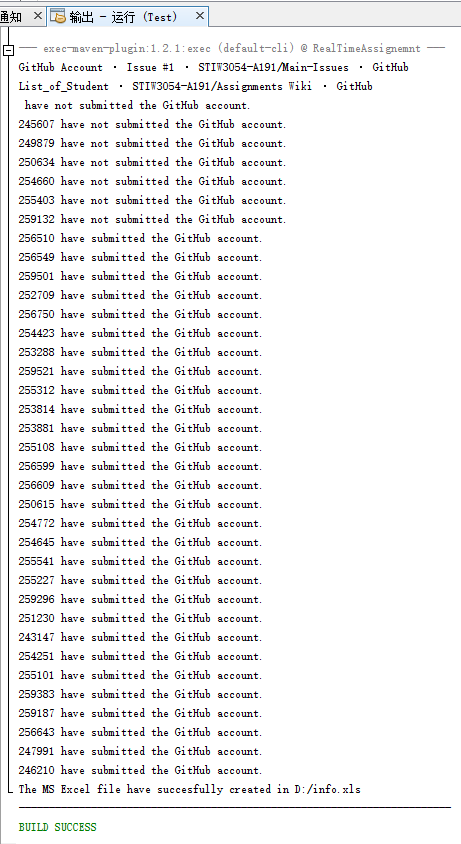 通知
输出 - 运行 (Test)
--- exec-maven-plugin:1.2.1:exec (default-cli) @ RealTimeAssignemnt ---
GitHub Account · Issue #1 · STIW3054-A191/Main-Issues · GitHub
List_of_Student · STIW3054-A191/Assignments Wiki · GitHub
have not submitted the GitHub account.
245607 have not submitted the GitHub account.
249879 have not submitted the GitHub account.
250634 have not submitted the GitHub account.
254660 have not submitted the GitHub account.
255403 have not submitted the GitHub account.
259132 have not submitted the GitHub account.
256510 have submitted the GitHub account.
256549 have submitted the GitHub account.
259501 have submitted the GitHub account.
252709 have submitted the GitHub account.
256750 have submitted the GitHub account.
254423 have submitted the GitHub account.
253288 have submitted the GitHub account.
259521 have submitted the GitHub account.
255312 have submitted the GitHub account.
253814 have submitted the GitHub account.
253881 have submitted the GitHub account.
255108 have submitted the GitHub account.
256599 have submitted the GitHub account.
256609 have submitted the GitHub account.
250615 have submitted the GitHub account.
254772 have submitted the GitHub account.
254645 have submitted the GitHub account.
255541 have submitted the GitHub account.
255227 have submitted the GitHub account.
259296 have submitted the GitHub account.
251230 have submitted the GitHub account.
243147 have submitted the GitHub account.
254251 have submitted the GitHub account.
255101 have submitted the GitHub account.
259383 have submitted the GitHub account.
259187 have submitted the GitHub account.
256643 have submitted the GitHub account.
247991 have submitted the GitHub account.
246210 have submitted the GitHub account.
The MS Excel file have succesfully created in D:/info.xls
BUILD SUCCESS